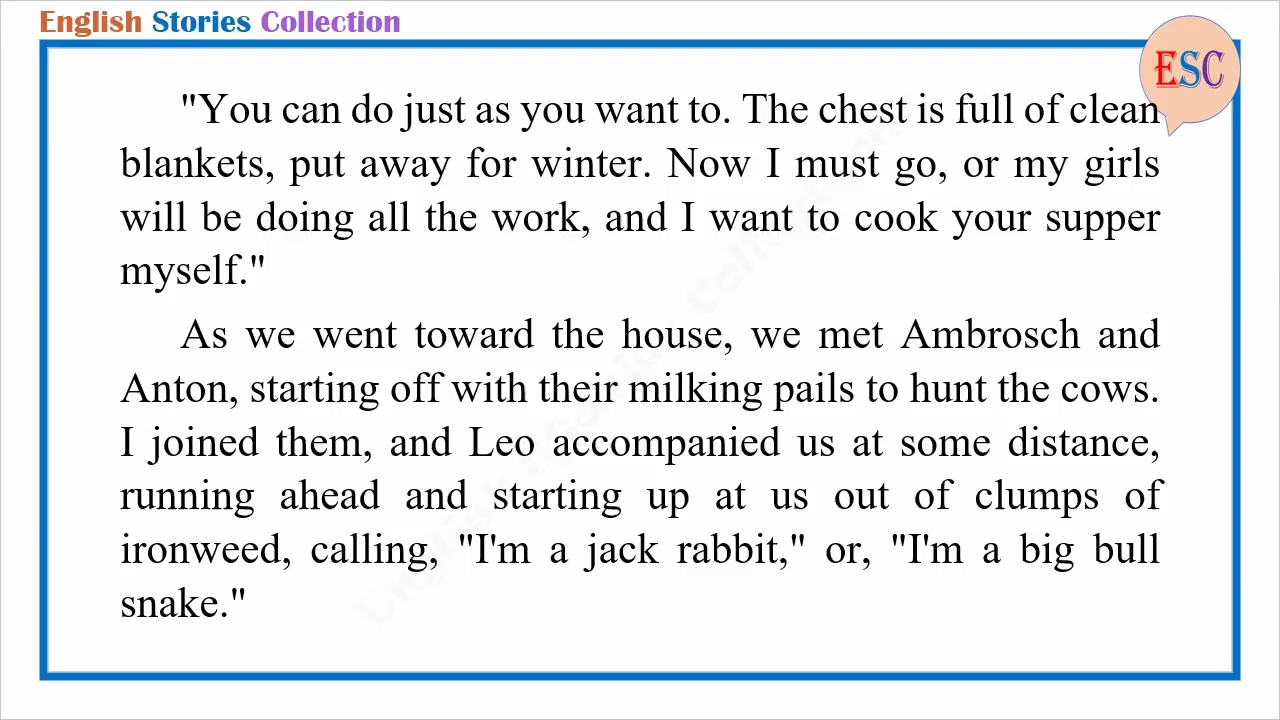 English Stories Collection
ESC
"You can do just as you want to. The chest is full of clean
blankets, put away for winter. Now I must go, or my girls
will be doing all the work, and I want to cook your supper
myself."
As we went toward the house, we met Ambrosch and
Anton, starting off with their milking pails to hunt the cows.
I joined them, and Leo accompanied us at some distance,
running ahead and starting up at us out of clumps of
ironweed, calling, "I'm a jack rabbit," or, "I'm a big bull
snake."
English Stories Collection